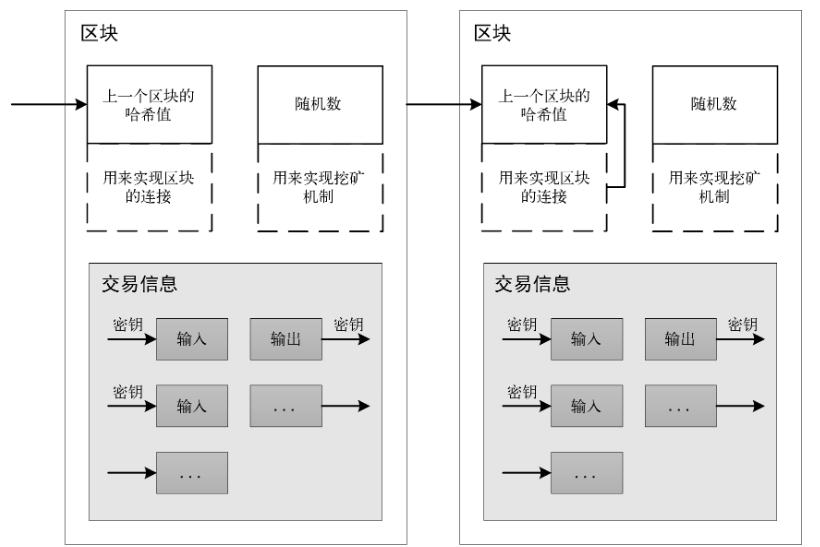 区块
上一个区块的
哈希值
随机数
用来实现区块
的连接
用来实现挖矿
机制
交易信息
密钥
输入
输出
密钥
密钥
输入
...
...
区块
上一个区块的
哈希值
随机数
用来实现区块
的连接
用来实现挖矿
机制
交易信息
密钥
输入
输出
密钥
密钥
输入
...
...